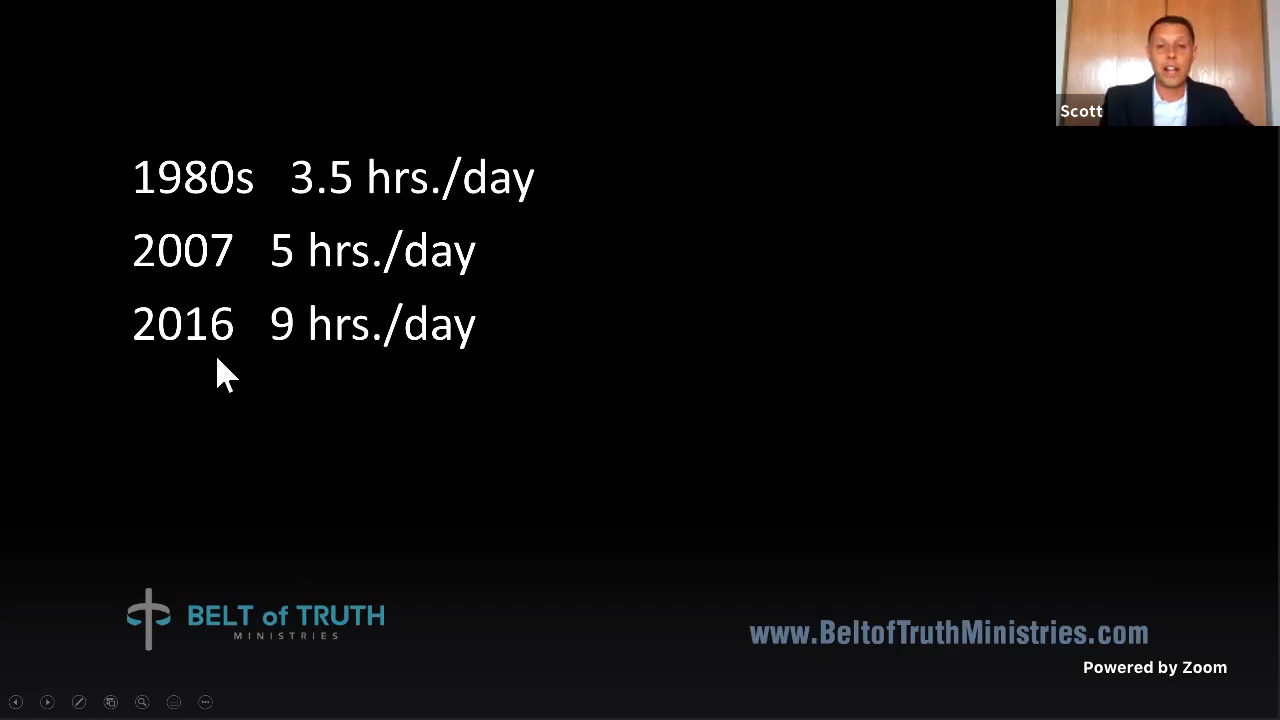 Scott
1980s 3.5 hrs./day
2007 5 hrs./day
2016 9 hrs./day
BELT of TRUTH
MINISTRIES
www.BeltofTruthMinistries.com
Powered by Zoom